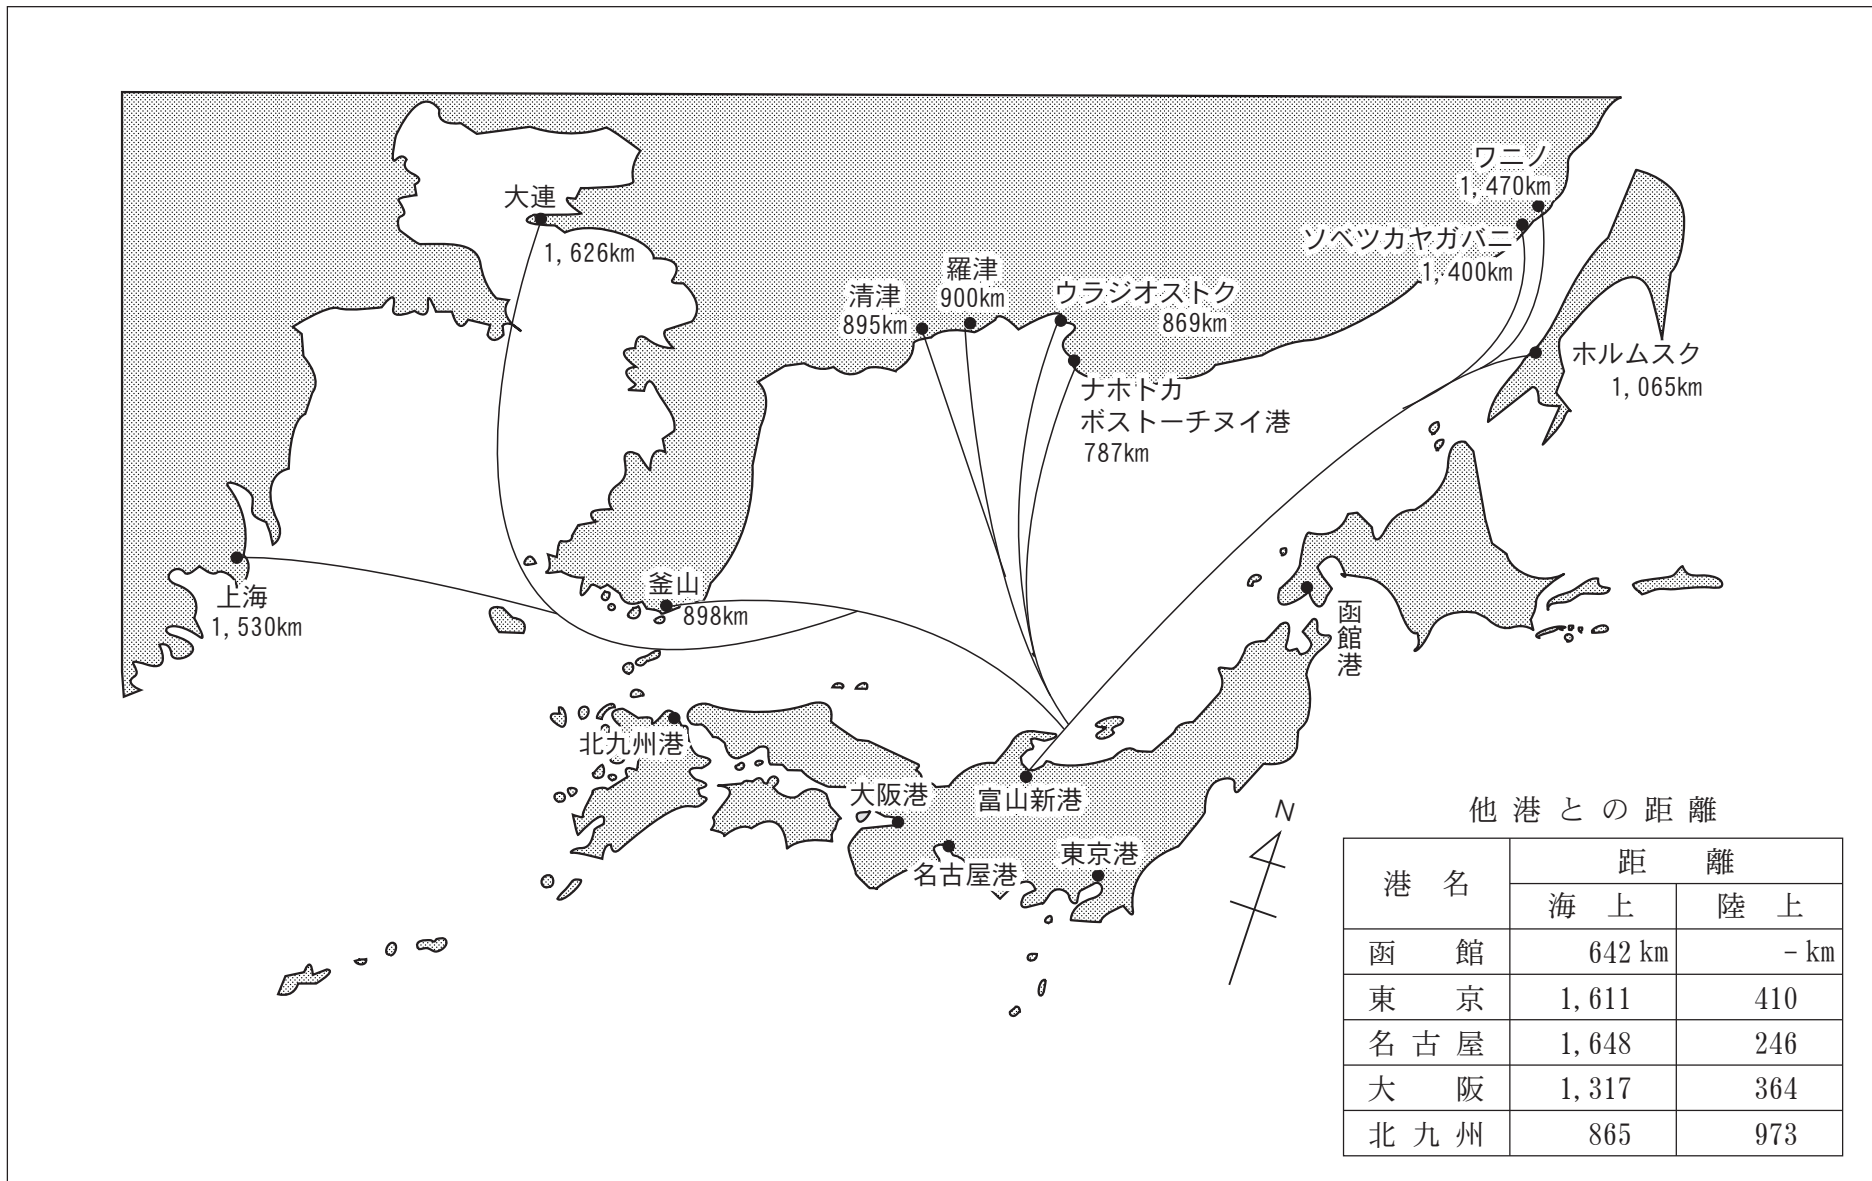 ワニノ
1,470km
大連
1,626km
ソベツカヤガバニ
1,400km
羅津
900km
清津
895km
ウラジオストク
869km
ホルムスク
1,065km
ナホトカ
ボストーチヌイ港
787km
上海
1,530km
釜山
898km
函館港
北九州港
大阪港
富山新港
名古屋港
東京港
N
他港との距離
港名 距離
海上 陸上
函館 642km －km
東京 1,611 410
名古屋 1,648 246
大阪 1,317 364
北九州 865 973